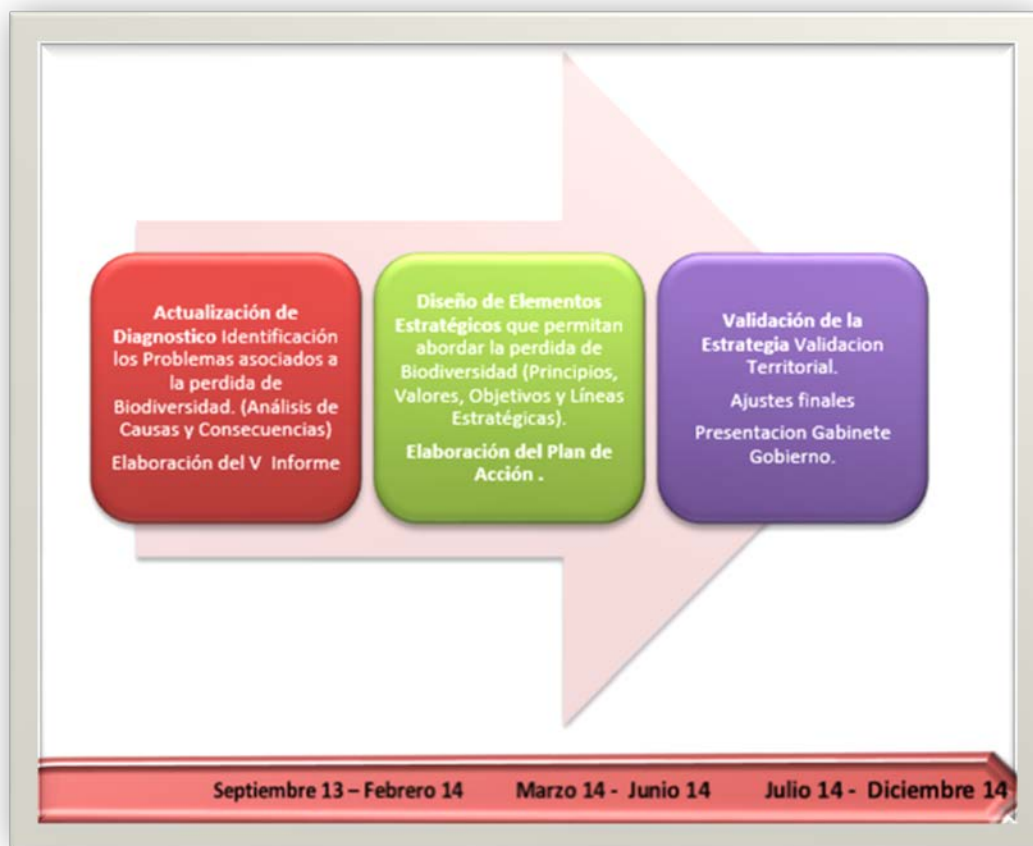 Actualización de
Diagnostico Identificación
los Problemas asociados a
la perdida de
Biodiversidad. (Análisis de
Causas y Consecuencias)
Elaboración del V Informe
Diseño de Elementos
Estratégicos que permitan
abordar la perdida de
Biodiversidad (Principios,
Valores, Objetivos y Líneas
Estratégicas).
Elaboración del Plan de
Acción .
Validación de la
Estrategia Validacion
Territorial.
Ajustes finales
Presentacion Gabinete
Gobierno.
Septiembre 13 – Febrero 14 Marzo 14 - Junio 14 Julio 14 - Diciembre 14